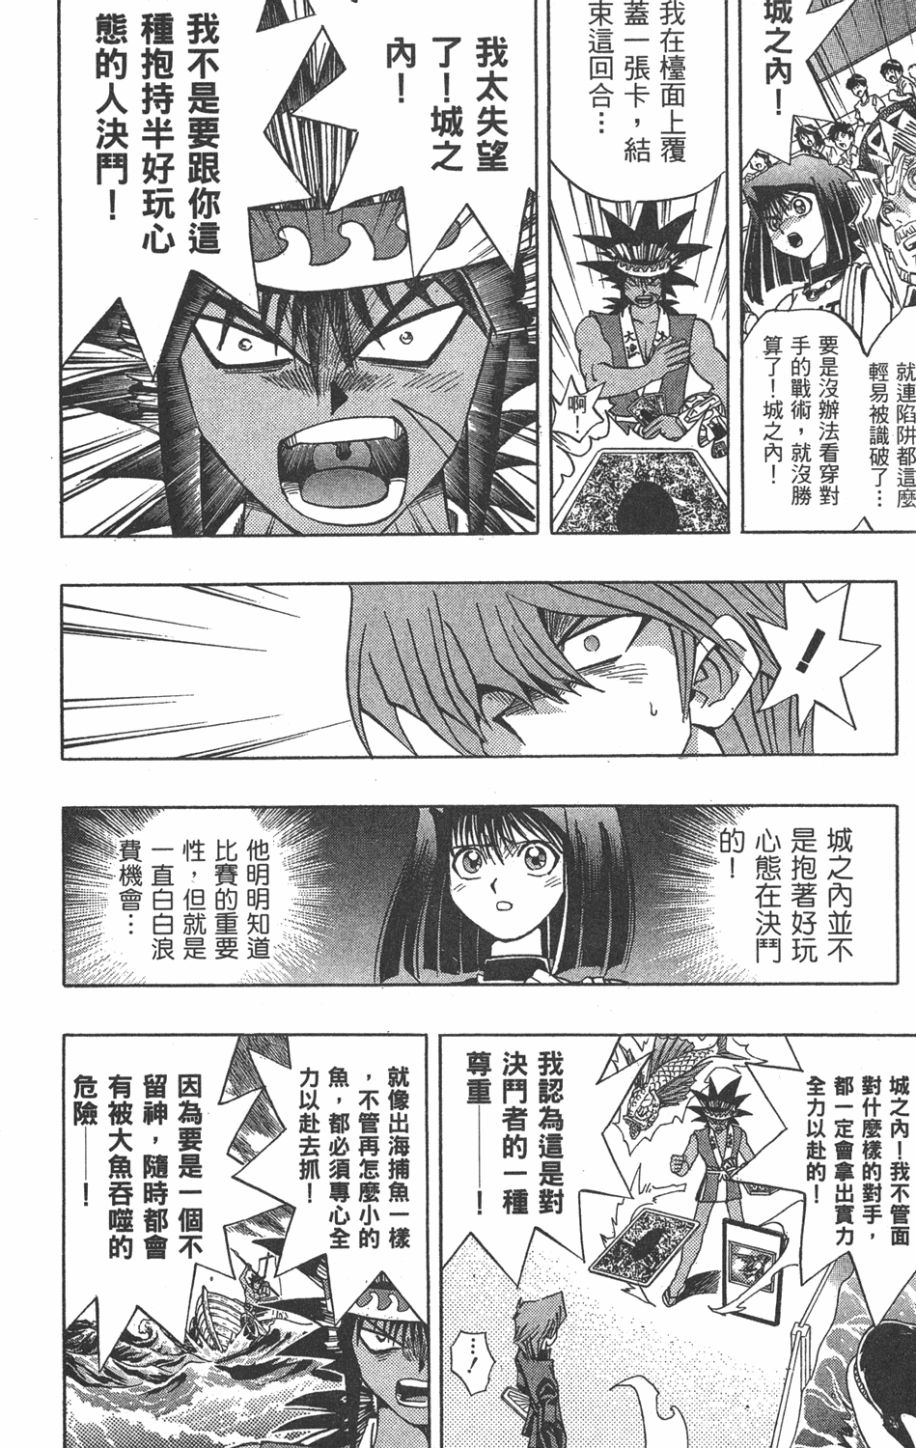 城之內！
就連陷阱都這麼
輕易被識破了…
要是沒辦法看穿對
手的戰術，就沒勝
算了！城之內！
我在檯面上覆
蓋一張卡，結
束這回合…
啊！
我太失望
了！城之
內！
我不是要跟你這
種抱持半好玩心
態的人決鬥！
！
城之內並不
是抱著好玩
心態在決鬥
的！
他明明知道
比賽的重要
性，但就是
一直白白浪
費機會…
城之內！我不管面
對什麼樣的對手，
都一定會拿出實力
全力以赴的！
我認為這是對
決鬥者的一種
尊重——！
…！
就像出海捕魚一樣
，不管再怎麼小的
魚，都必須專心全
力以赴去抓！
因為要是一個不
留神，隨時都會
有被大魚吞噬的
危險——！